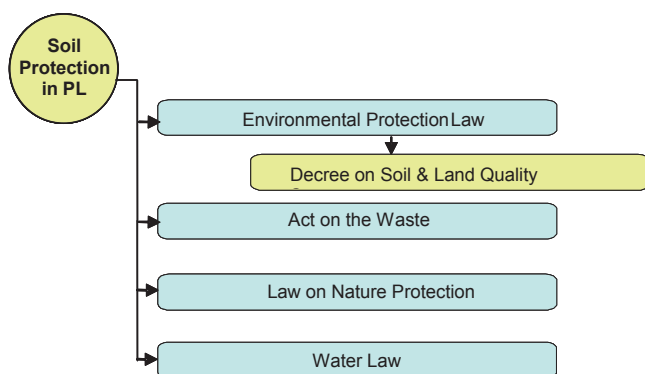 Soil
Protection
in PL
Environmental Protection Law
Decree on Soil & Land Quality
Act on the Waste
Law on Nature Protection
Water Law